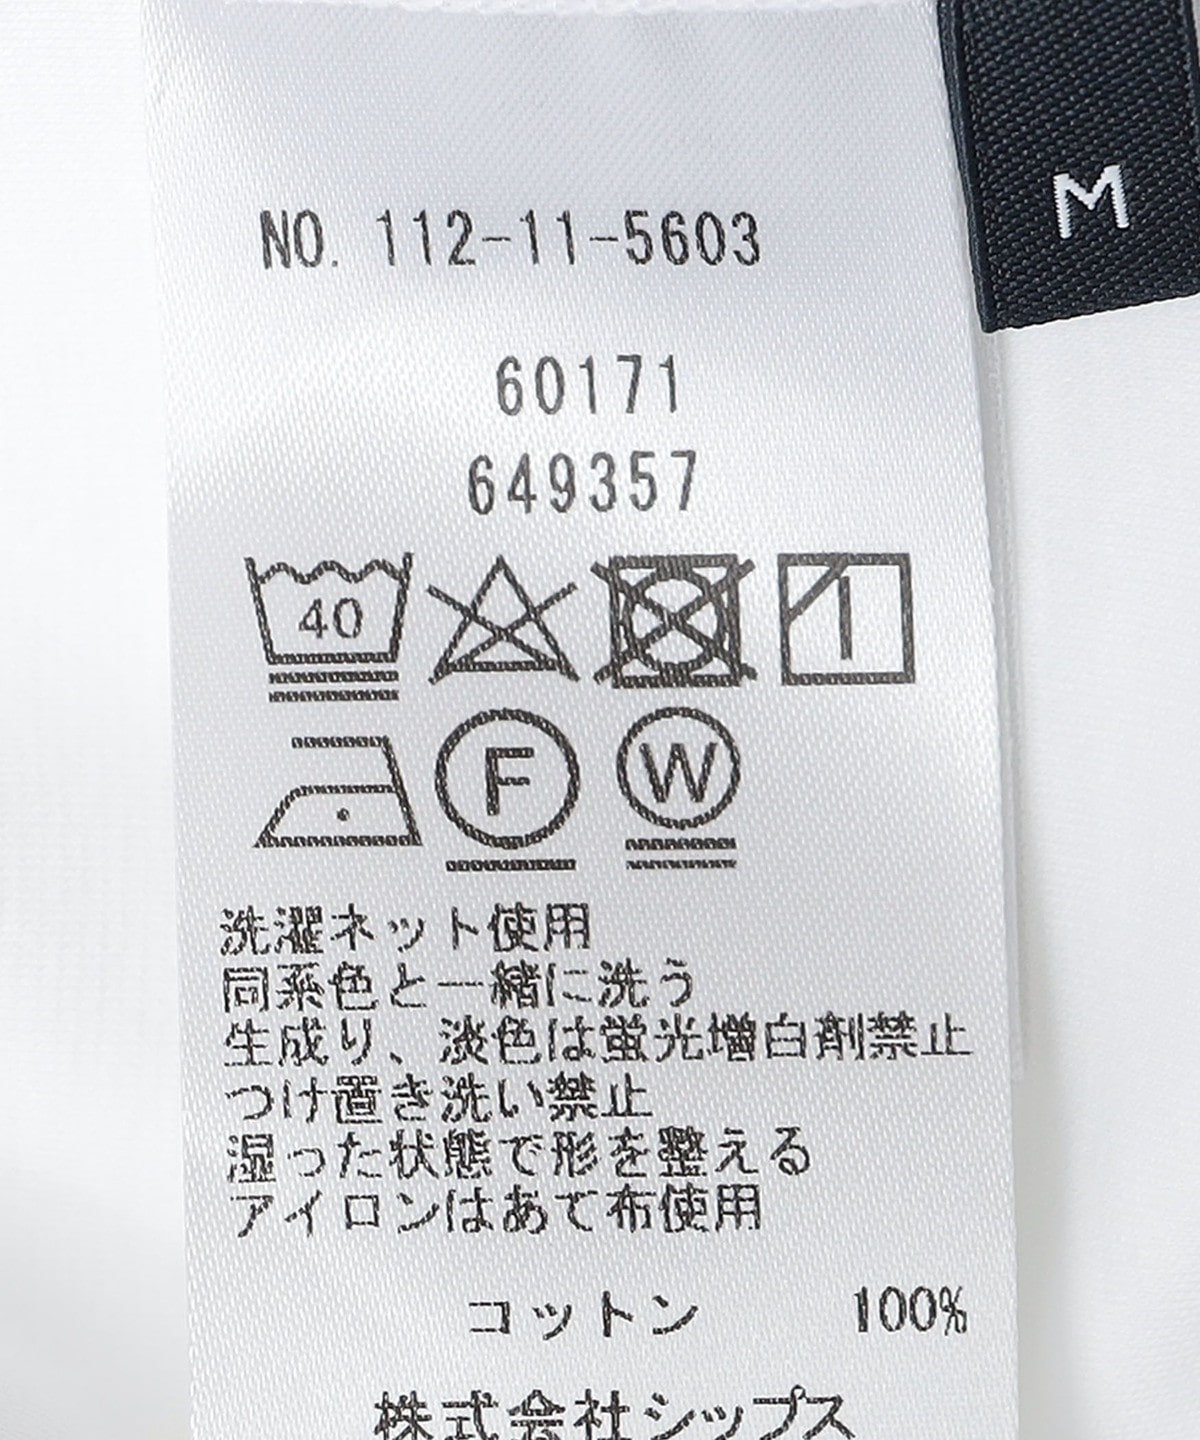 M
NO. 112-11-5603
60171
649357
40
F W
洗濯ネット使用
同系色と一緒に洗う
生成り、淡色は蛍光増白剤禁止
つけ置き洗い禁止
湿った状態で形を整える
アイロンはあて布使用
コットン 100%
株式会社シップス